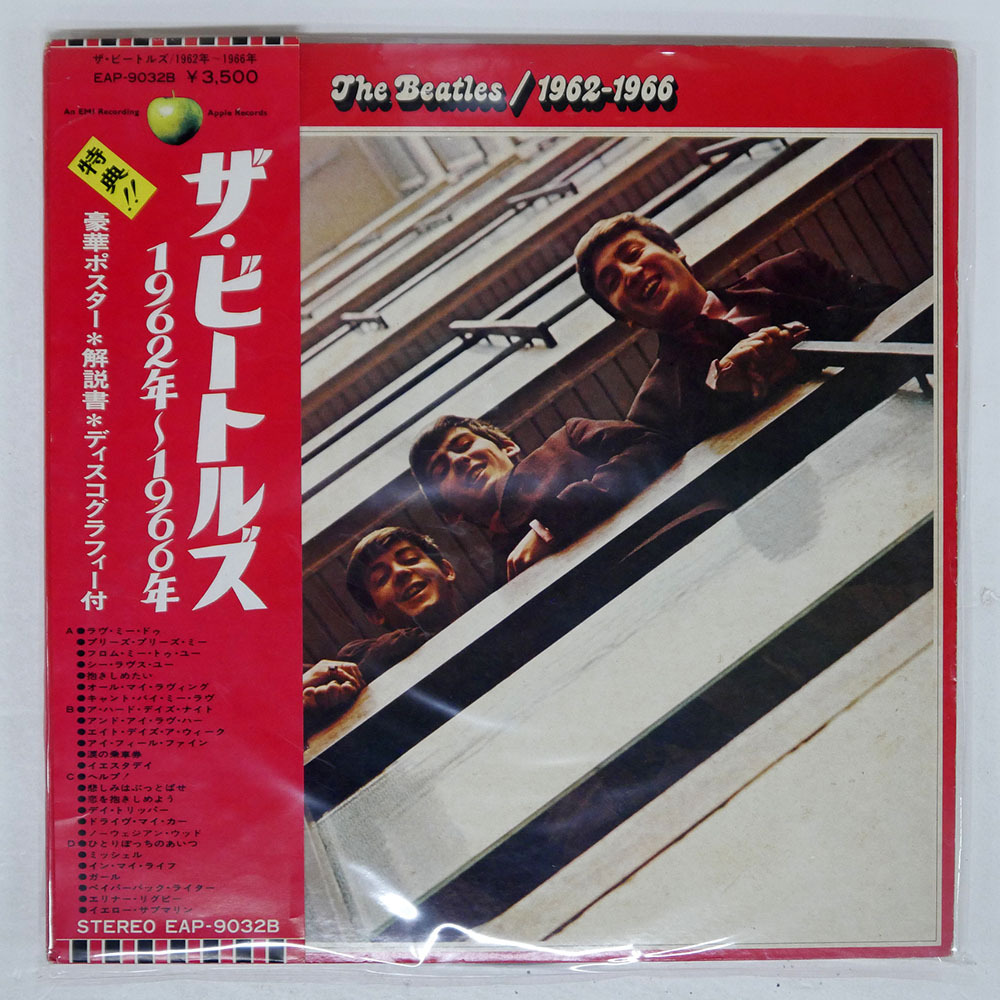 ザ・ビートルズ/1962年～1966年
EAP-9032B ￥3,500
An EMI Recording
Apple Records
The Beatles / 1962-1966
特典!!
ザ・ビートルズ
1962年～1966年
豪華ポスター＊解説書＊ディスコグラフィー付
A●ラヴ・ミー・ドゥ
●プリーズ・プリーズ・ミー
●フロム・ミー・トゥ・ユー
●シー・ラヴス・ユー
●抱きしめたい
●オール・マイ・ラヴィング
●キャント・バイ・ミー・ラヴ
B●ア・ハード・デイズ・ナイト
●アンド・アイ・ラヴ・ハー
●エイト・デイズ・ア・ウィーク
●アイ・フィール・ファイン
●涙の乗車券
●イエスタデイ
C●ヘルプ!
●悲しみはぶっとばせ
●恋を抱きしめよう
●デイ・トリッパー
●ドライヴ・マイ・カー
●ノーウェジアン・ウッド
D●ひとりぼっちのあいつ
●ミッシェル
●イン・マイ・ライフ
●ガール
●ペイパーバック・ライター
●エリナー・リグビー
●イエロー・サブマリン
STEREO EAP-9032B